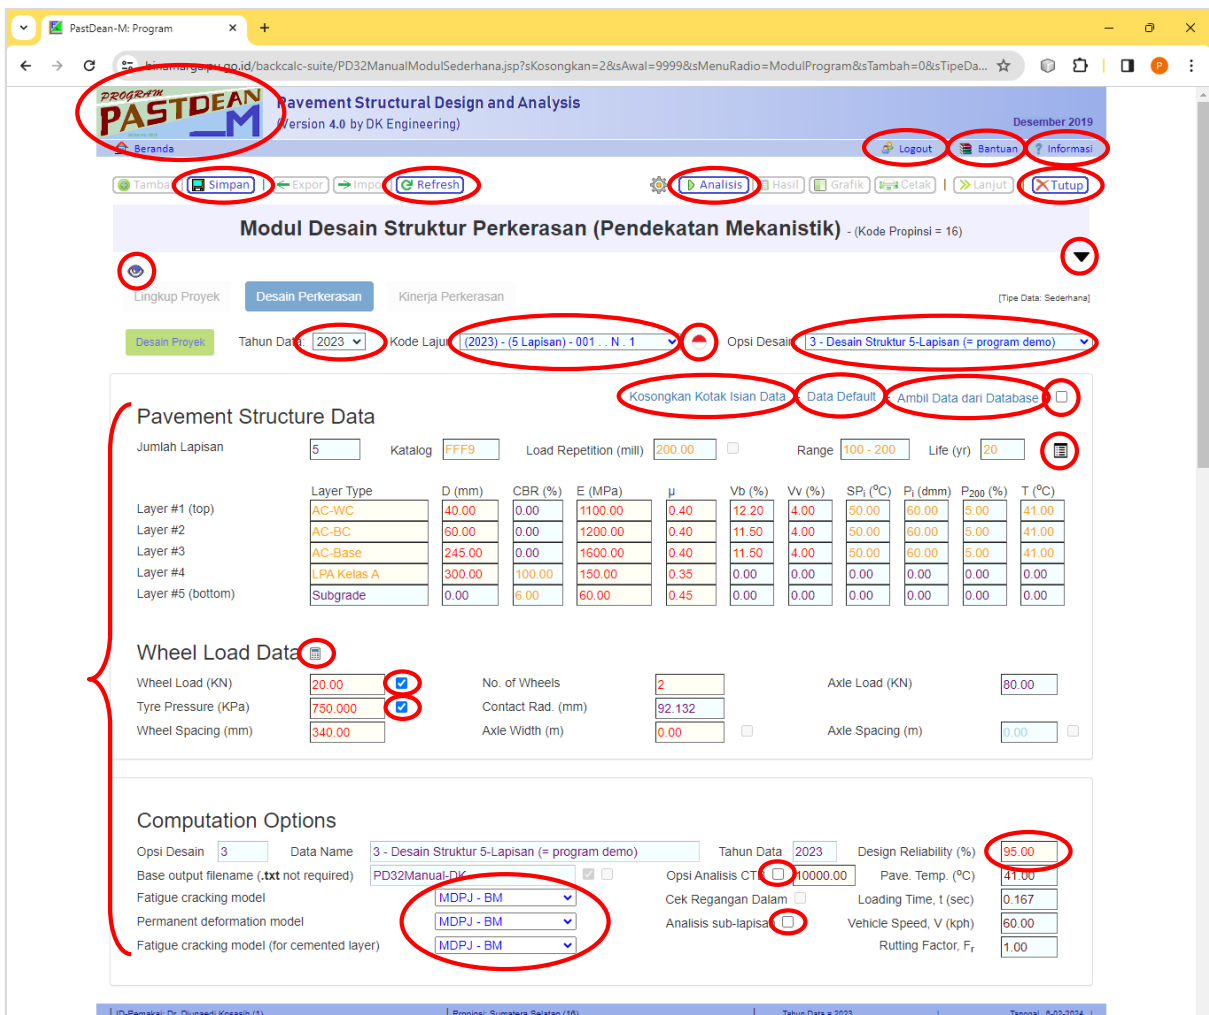 PastDean-M: Program
binamarga.pu.go.id/backcalc-suite/PD32ManualModulSederhana.jsp?sKosongkan=2&sAwal=9999&sMenuRadio=ModulProgram&sTambah=0&sTipeDa...
P
PROGRAM
PASTDEAN
_M
Pavement Structural Design and Analysis
(Version 4.0 by DK Engineering)
Desember 2019
Beranda Logout Bantuan ? Informasi
Tambah Simpan | Expor Impor Refresh Analisis Hasil Grafik Cetak | Lanjut | Tutup
Modul Desain Struktur Perkerasan (Pendekatan Mekanistik) - (Kode Propinsi = 16)
Lingkup Proyek Desain Perkerasan Kinerja Perkerasan [Tipe Data: Sederhana]
Desain Proyek Tahun Data: 2023 Kode Lajur (2023) - (5 Lapisan) - 001 . . N . 1 Opsi Desain 3 - Desain Struktur 5-Lapisan (= program demo)
Kosongkan Kotak Isian Data - Data Default - Ambil Data dari Database
Pavement Structure Data
Jumlah Lapisan 5 Katalog FFF9 Load Repetition (mill) 200.00 Range 100 - 200 Life (yr) 20
Layer Type D (mm) CBR (%) E (MPa) μ Vb (%) Vv (%) SPi (ºC) Pi (dmm) P200 (%) T (ºC)
Layer #1 (top) AC-WC 40.00 0.00 1100.00 0.40 12.20 4.00 50.00 60.00 5.00 41.00
Layer #2 AC-BC 60.00 0.00 1200.00 0.40 11.50 4.00 50.00 60.00 5.00 41.00
Layer #3 AC-Base 245.00 0.00 1600.00 0.40 11.50 4.00 50.00 60.00 5.00 41.00
Layer #4 LPA Kelas A 300.00 100.00 150.00 0.35 0.00 0.00 0.00 0.00 0.00 0.00
Layer #5 (bottom) Subgrade 0.00 6.00 60.00 0.45 0.00 0.00 0.00 0.00 0.00 0.00
Wheel Load Data
Wheel Load (KN) 20.00 No. of Wheels 2 Axle Load (KN) 80.00
Tyre Pressure (KPa) 750.000 Contact Rad. (mm) 92.132
Wheel Spacing (mm) 340.00 Axle Width (m) 0.00 Axle Spacing (m) 0.00
Computation Options
Opsi Desain 3 Data Name 3 - Desain Struktur 5-Lapisan (= program demo) Tahun Data 2023 Design Reliability (%) 95.00
Base output filename (.txt not required) PD32Manual-DK Opsi Analisis CTB 10000.00 Pave. Temp. (ºC) 41.00
Fatigue cracking model MDPJ - BM Cek Regangan Dalam Loading Time, t (sec) 0.167
Permanent deformation model MDPJ - BM Analisis sub-lapisan Vehicle Speed, V (kph) 60.00
Fatigue cracking model (for cemented layer) MDPJ - BM Rutting Factor, Fr 1.00
ID-Pemakai: Dr. Djunaedi Kosasih (1) | Propinsi: Sumatera Selatan (16) | Tahun Data = 2023 | Tanggal 6-02-2024 |